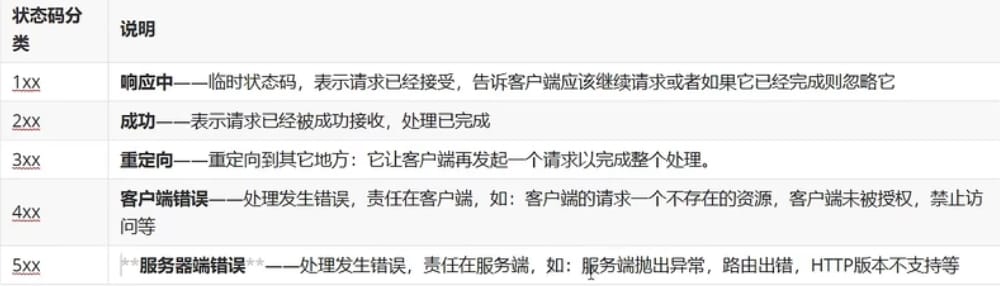 状态码分类 说明
1xx 响应中——临时状态码，表示请求已经接受，告诉客户端应该继续请求或者如果它已经完成则忽略它
2xx 成功——表示请求已经被成功接收，处理已完成
3xx 重定向——重定向到其它地方：它让客户端再发起一个请求以完成整个处理。
4xx 客户端错误——处理发生错误，责任在客户端，如：客户端的请求一个不存在的资源，客户端未被授权，禁止访
问等
5xx **服务器端错误**——处理发生错误，责任在服务端，如：服务端抛出异常，路由出错，HTTP版本不支持等